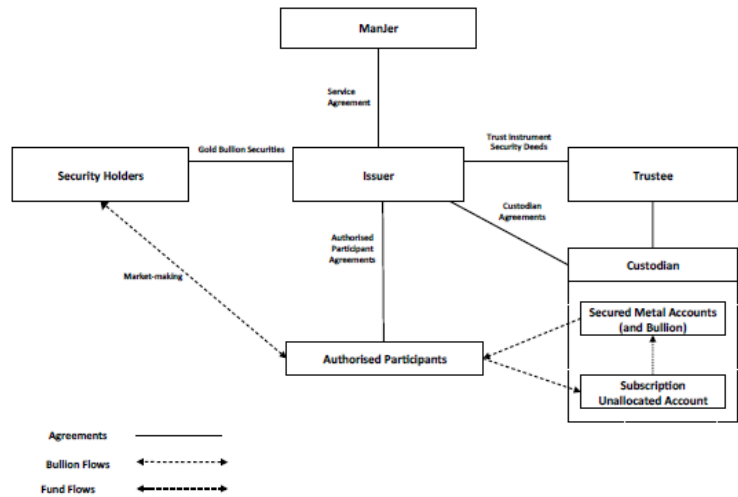 ManJer
Service
Agreement
Gold Bullion Securities
Trust Instrument
Security Deeds
Security Holders
Issuer
Trustee
Custodian
Agreements
Authorised
Participant
Agreements
Market-making
Custodian
Secured Metal Accounts
(and Bullion)
Authorised Participants
Subscription
Unallocated Account
Agreements
Bullion Flows
Fund Flows